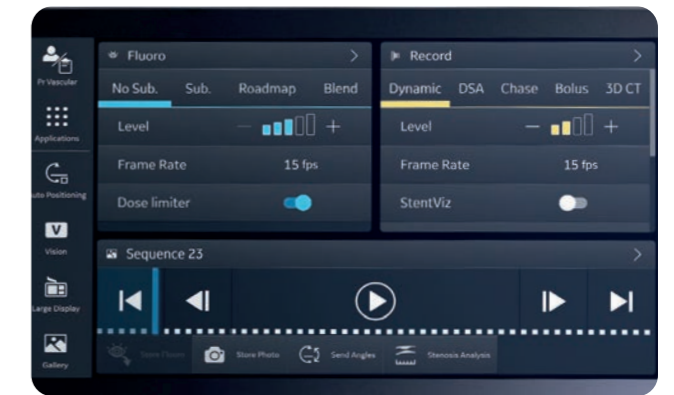 Pr Vascular
Applications
uto Positioning
V
Vision
Large Display
Gallery
Fluoro
No Sub. Sub. Roadmap Blend
Level
Frame Rate 15 fps
Dose limiter
Record
Dynamic DSA Chase Bolus 3D CT
Level
Frame Rate 15 fps
StentViz
Sequence 23
Store Fluoro Store Photo Send Angles Stenosis Analysis